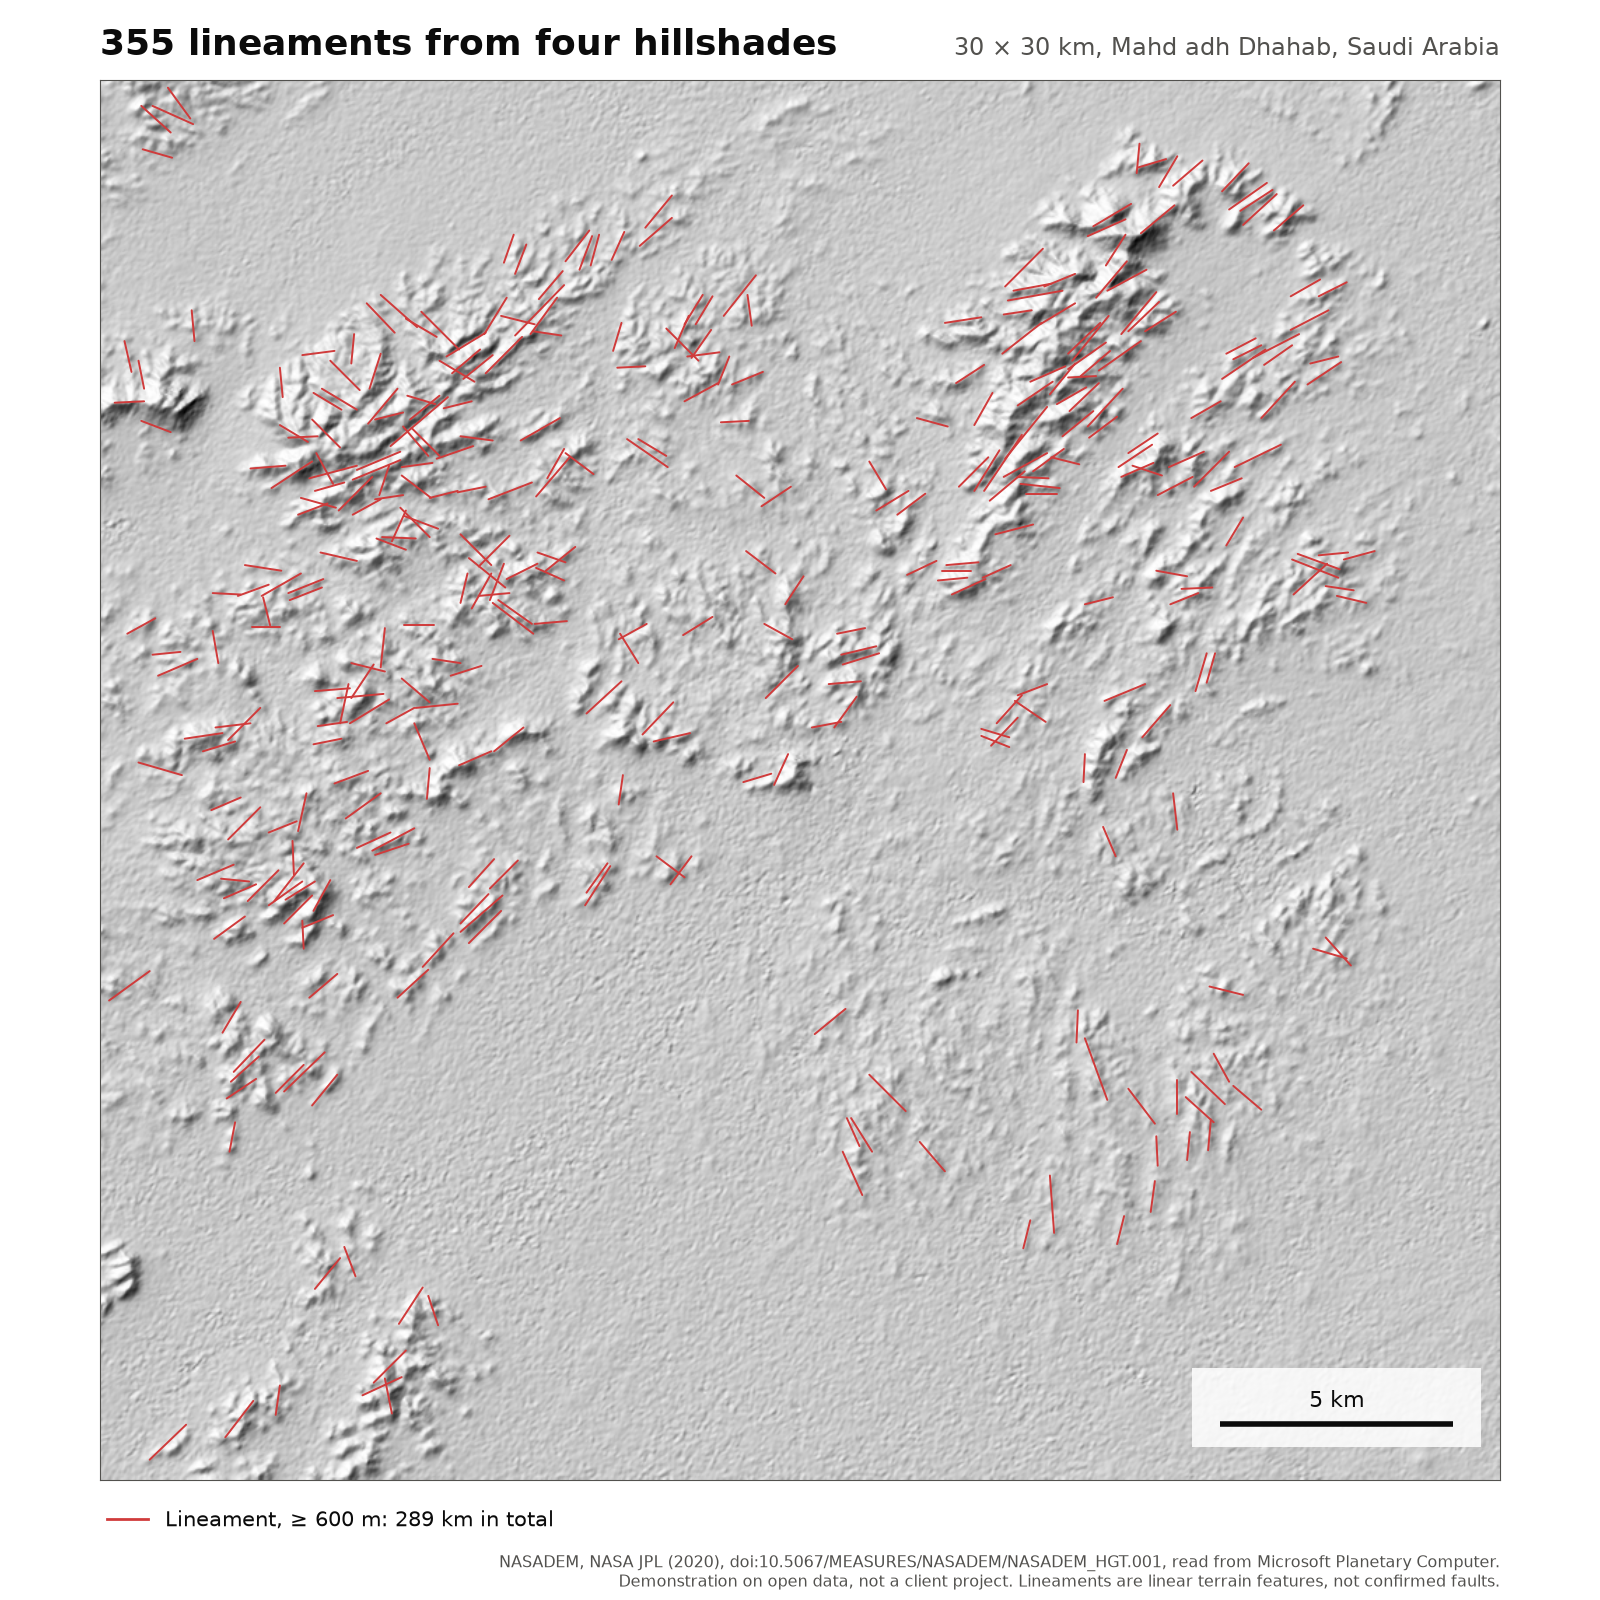 355 lineaments from four hillshades
30 × 30 km, Mahd adh Dhahab, Saudi Arabia
5 km
Lineament, ≥ 600 m: 289 km in total
NASADEM, NASA JPL (2020), doi:10.5067/MEASURES/NASADEM/NASADEM_HGT.001, read from Microsoft Planetary Computer.
Demonstration on open data, not a client project. Lineaments are linear terrain features, not confirmed faults.